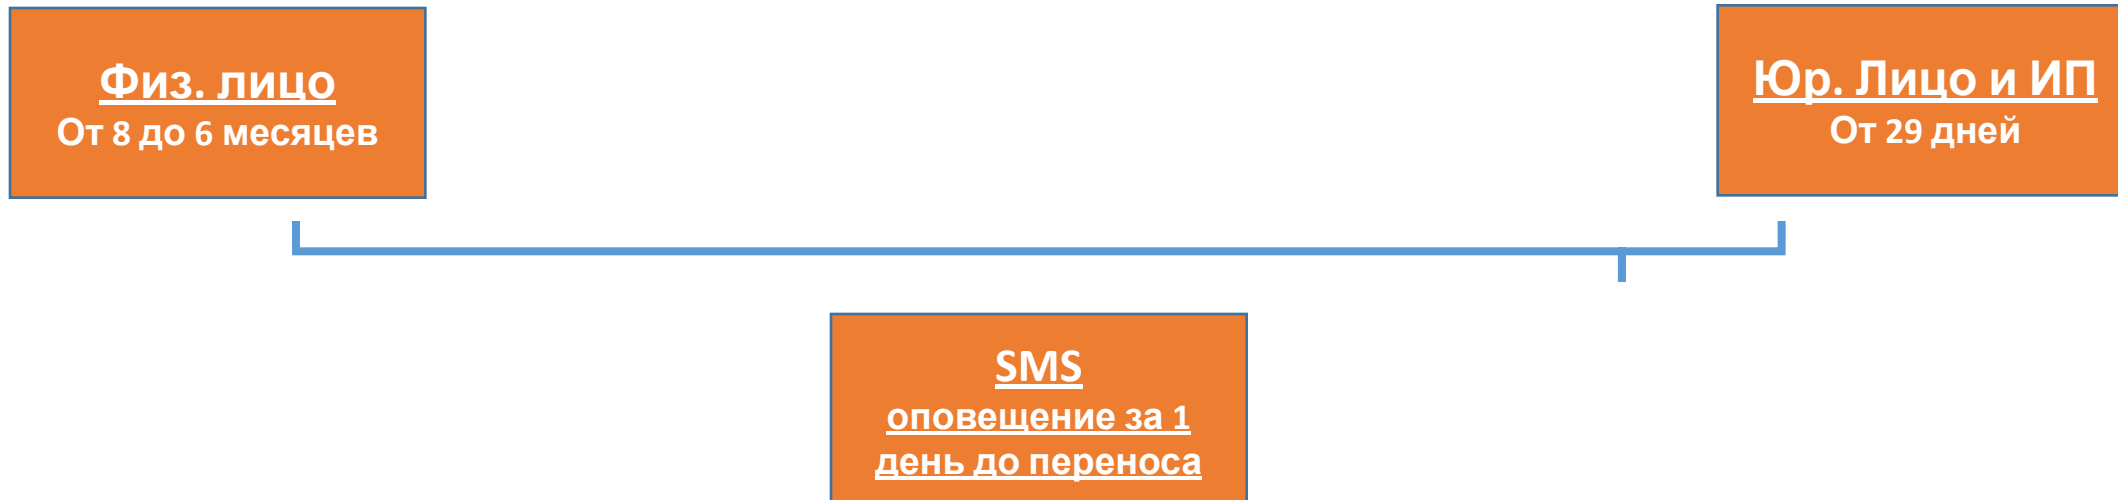 Физ. лицо
От 8 до 6 месяцев
Юр. Лицо и ИП
От 29 дней
SMS
оповещение за 1
день до переноса